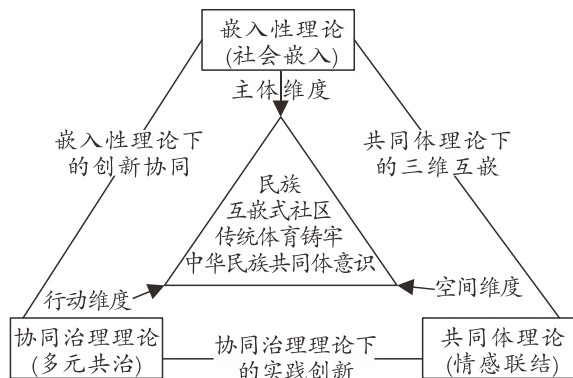 嵌入性理论
(社会嵌入)
主体维度
嵌入性理论下
的创新协同
共同体理论下
的三维互嵌
民族
互嵌式社区
传统体育铸牢
中华民族共同体意识
行动维度
空间维度
协同治理理论
(多元共治)
协同治理理论下
的实践创新
共同体理论
(情感联结)